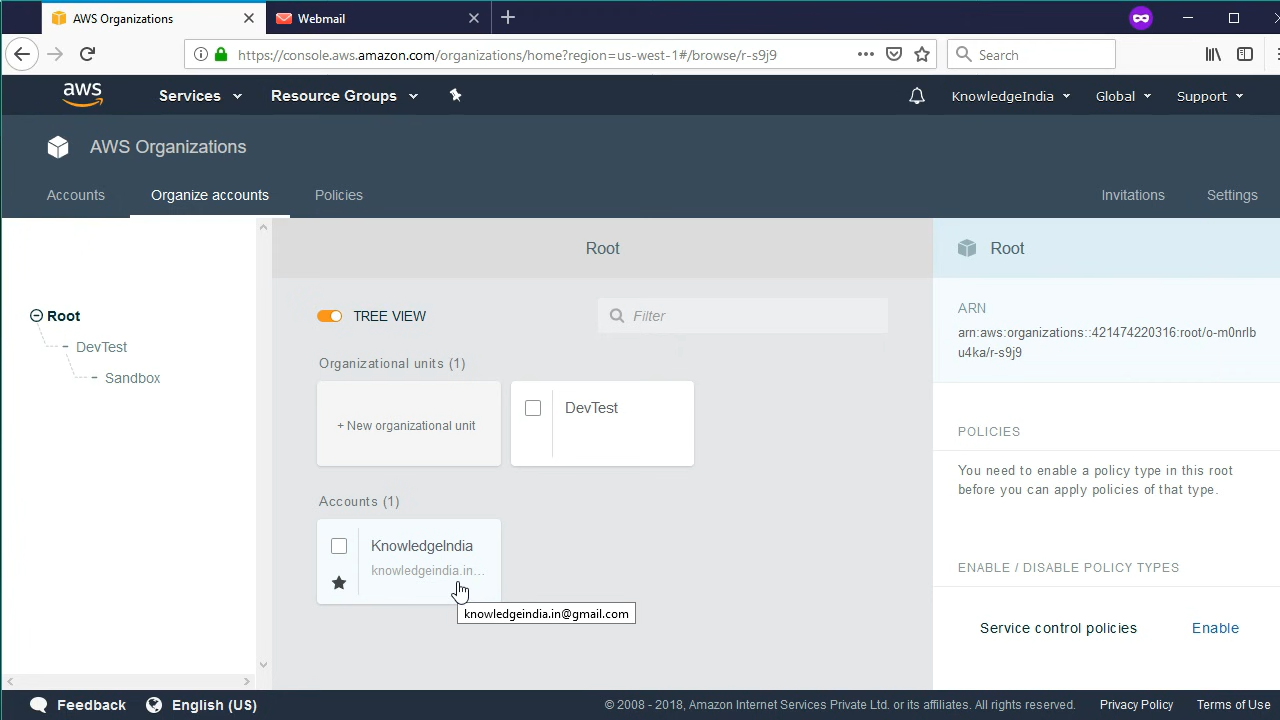 AWS Organizations
Webmail
https://console.aws.amazon.com/organizations/home?region=us-west-1#/browse/r-s9j9
Search
aws
Services
Resource Groups
KnowledgeIndia
Global
Support
AWS Organizations
Accounts
Organize accounts
Policies
Invitations
Settings
Root
DevTest
Sandbox
Root
TREE VIEW
Filter
Organizational units (1)
+ New organizational unit
DevTest
Accounts (1)
KnowledgeIndia
knowledgeindia.in...
knowledgeindia.in@gmail.com
Root
ARN
arn:aws:organizations::421474220316:root/o-m0nrlb
u4ka/r-s9j9
POLICIES
You need to enable a policy type in this root
before you can apply policies of that type.
ENABLE / DISABLE POLICY TYPES
Service control policies
Enable
Feedback
English (US)
© 2008 - 2018, Amazon Internet Services Private Ltd. or its affiliates. All rights reserved.
Privacy Policy
Terms of Use